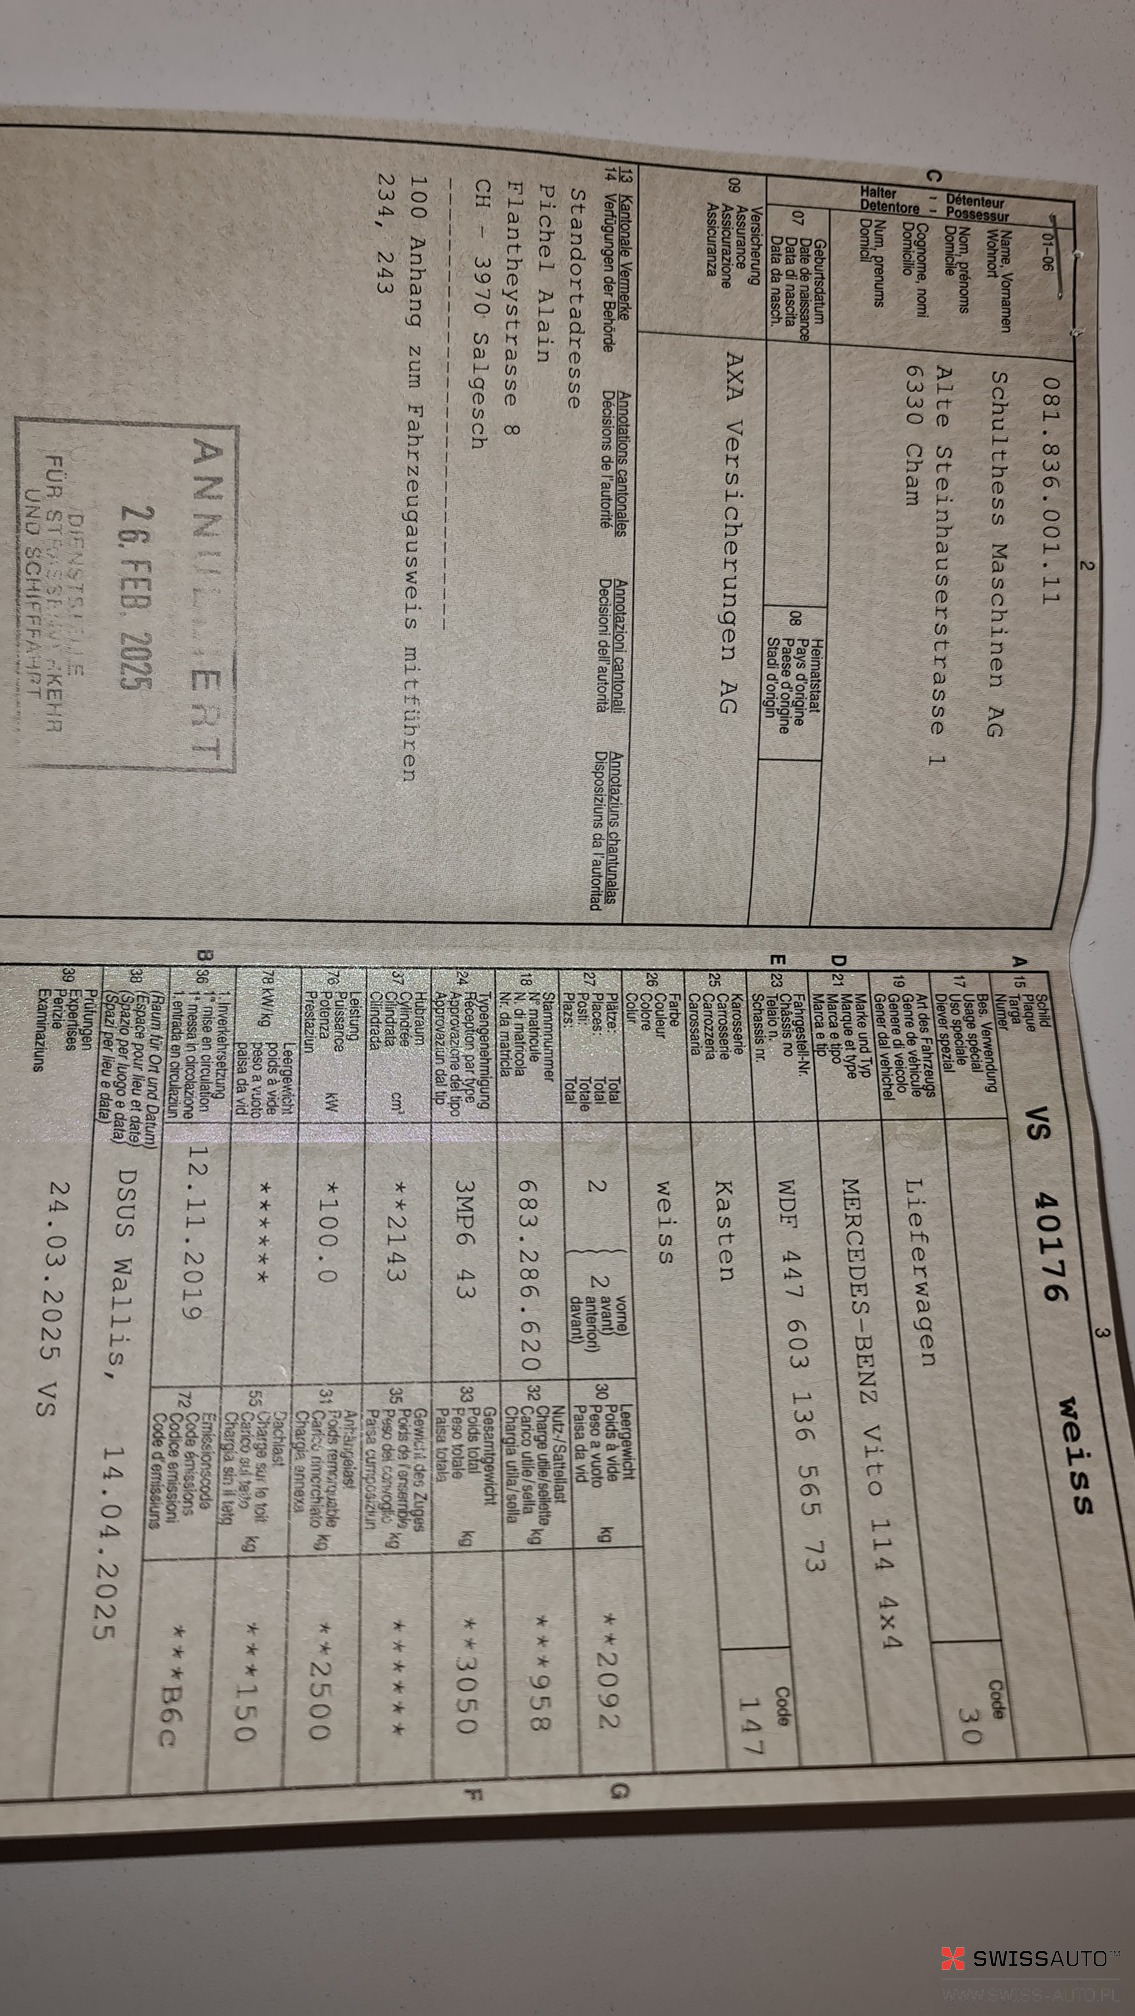 2
01-06
081.836.001.11
C
Détenteur
Possessur
Halter
Detentore
Name, Vornamen
Wohnort
Nom, prénoms
Domicile
Cognome, nomi
Domicilio
Num, prenums
Domicil
Schulthess Maschinen AG
Alte Steinhauserstrasse 1
6330 Cham
07
Geburtsdatum
Date de naissance
Data di nascita
Data da nasch.
08
Heimatstaat
Pays d'origine
Paese d'origine
Stadi d'origin
09
Versicherung
Assurance
Assicurazione
Assicuranza
AXA Versicherungen AG
13 Kantonale Vermerke Annotations cantonales Annotazioni cantonali Annotaziuns chantunalas
14 Verfügungen der Behörde Décisions de l'autorité Decisioni dell'autorità Disposiziuns da l'autoritad
Standortadresse
Pichel Alain
Flantheystrasse 8
CH - 3970 Salgesch
------------------------------
100 Anhang zum Fahrzeugausweis mitführen
234, 243
26. FEB. 2025
FÜR
UND SCHIFFFAHRT
3
A 15
Schild
Plaque
Targa
Numer
VS 40176 weiss
17
Bes. Verwendung
Usage spécial
Uso speciale
Diever spezial
19
Art des Fahrzeugs
Genre de véhicule
Genere di veicolo
Gener dal vehichel
Lieferwagen
Code
30
D 21
Marke und Typ
Marque et type
Marca e tipo
Marca e tip
MERCEDES-BENZ Vito 114 4x4
E 23
Fahrgestell-Nr.
Châssis no
Telaio n.
Schassis nr.
WDF 447 603 136 565 73
25
Karosserie
Carrosserie
Carrozzeria
Carossaria
Kasten
Code
147
26
Farbe
Couleur
Colore
Colur
weiss
27
Plätze: Total
Places: Total
Posti: Totale
Plazs: Total
2
2
vorne)
avant)
anteriori)
davant)
30
Leergewicht
Poids à vide
Peso a vuoto
Paisa da vid
kg
**2092
G
18
Stammnummer
N° matricule
N. di matricola
Nr. da matricla
683.286.620
32
Nutz-/Sattellast
Charge utile/sellette kg
Carico utile/sella
Chargia utila/sella
***958
24
Typengenehmigung
Réception par type
Approvazione del tipo
Approvaziun dal tip
3MP6 43
33
Gesamtgewicht
Poids total
Peso totale
Paisa totala
kg
**3050
F
37
Hubraum
Cylindrée
Cilindrata
Cilindrada
cm³
**2143
35
Gewicht des Zuges
Poids de l'ensemble kg
Peso del convoglio
Paisa cumposiziun
*****
76
Leistung
Puissance
Potenza
Prestaziun
kW
*100.0
31
Anhängelast
Poids remorquable
Carico rimorchiato kg
Chargia annexa
**2500
78 kW/kg
Leergewicht
poids à vide
peso a vuoto
paisa da vid
******
55
Dachlast
Charge sur le toit
Carico sul tetto
Chargia sin il tetg
kg
***150
B 36
1. Inverkehrsetzung
1re mise en circulation
1a messa in circolazione
1. entrada en circulaziun
12.11.2019
72
Emissionscode
Code émissions
Codice emissioni
Code d'emissiuns
***B6c
38
(Raum für Ort und Datum)
(Espace pour lieu et date)
(Spazio per luogo e data)
(Spazi per lieu e data)
DSUS Wallis, 14.04.2025
39
Prüfungen
Expertises
Perizie
Examinaziuns
24.03.2025 VS
SWISSAUTO™
WWW.SWISS-AUTO.PL